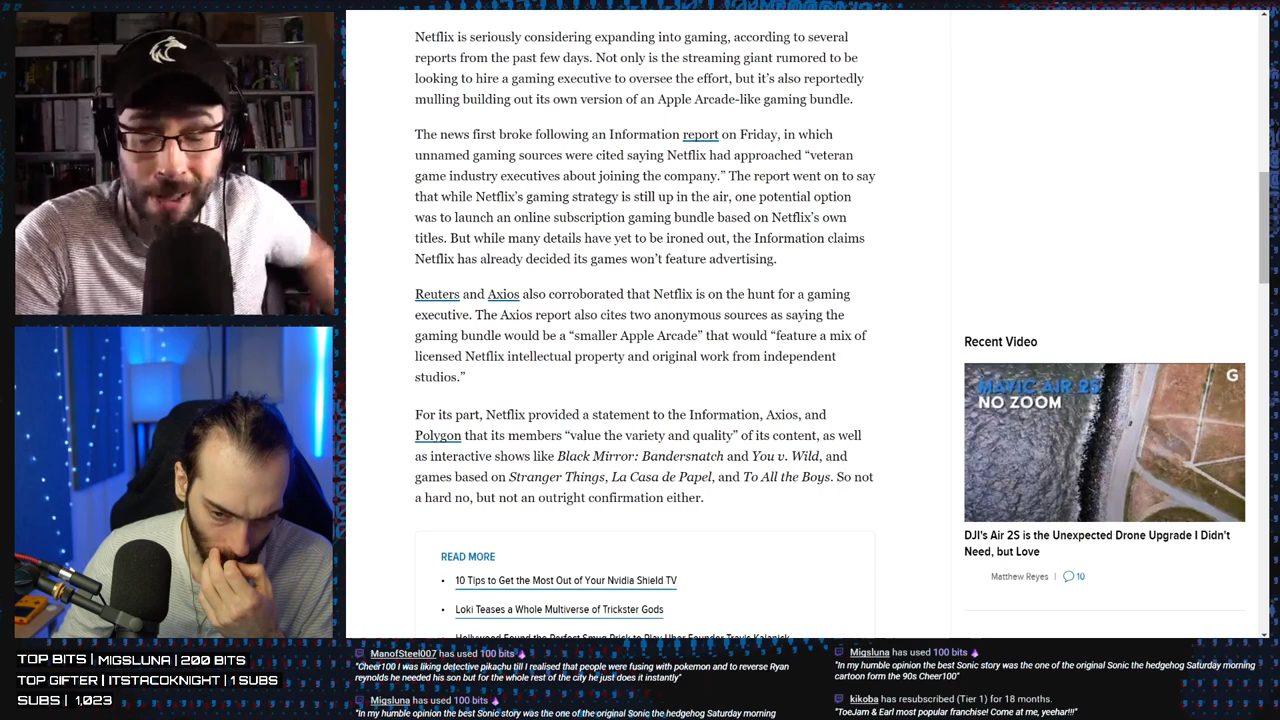 Netflix is seriously considering expanding into gaming, according to several
reports from the past few days. Not only is the streaming giant rumored to be
looking to hire a gaming executive to oversee the effort, but it’s also reportedly
mulling building out its own version of an Apple Arcade-like gaming bundle.
The news first broke following an Information report on Friday, in which
unnamed gaming sources were cited saying Netflix had approached “veteran
game industry executives about joining the company.” The report went on to say
that while Netflix’s gaming strategy is still up in the air, one potential option
was to launch an online subscription gaming bundle based on Netflix’s own
titles. But while many details have yet to be ironed out, the Information claims
Netflix has already decided its games won’t feature advertising.
Reuters and Axios also corroborated that Netflix is on the hunt for a gaming
executive. The Axios report also cites two anonymous sources as saying the
gaming bundle would be a “smaller Apple Arcade” that would “feature a mix of
licensed Netflix intellectual property and original work from independent
studios.”
For its part, Netflix provided a statement to the Information, Axios, and
Polygon that its members “value the variety and quality” of its content, as well
as interactive shows like Black Mirror: Bandersnatch and You v. Wild, and
games based on Stranger Things, La Casa de Papel, and To All the Boys. So not
a hard no, but not an outright confirmation either.
READ MORE
• 10 Tips to Get the Most Out of Your Nvidia Shield TV
• Loki Teases a Whole Multiverse of Trickster Gods
Hollywood Found the Perfect Smug Prick to Play Uber Founder Travis Kalanick
Recent Video
MAVIC AIR 2S
NO ZOOM
G
DJI's Air 2S is the Unexpected Drone Upgrade I Didn't
Need, but Love
Matthew Reyes | 10
TOP BITS | MIGSLUNA | 200 BITS
TOP GIFTER | ITSTACOKNIGHT | 1 SUBS
SUBS | 1,023
ManofSteel007 has used 100 bits
"Cheer100 I was liking detective pikachu till I realised that people were fusing with pokemon and to reverse Ryan
reynolds he needed his son but for the whole rest of the city he just does it instantly"
Migsluna has used 100 bits
"In my humble opinion the best Sonic story was the one of the original Sonic the hedgehog Saturday morning
Migsluna has used 100 bits
"In my humble opinion the best Sonic story was the one of the original Sonic the hedgehog Saturday morning
cartoon form the 90s Cheer100"
kikoba has resubscribed (Tier 1) for 18 months.
"ToeJam & Earl most popular franchise! Come at me, yeehar!!!"